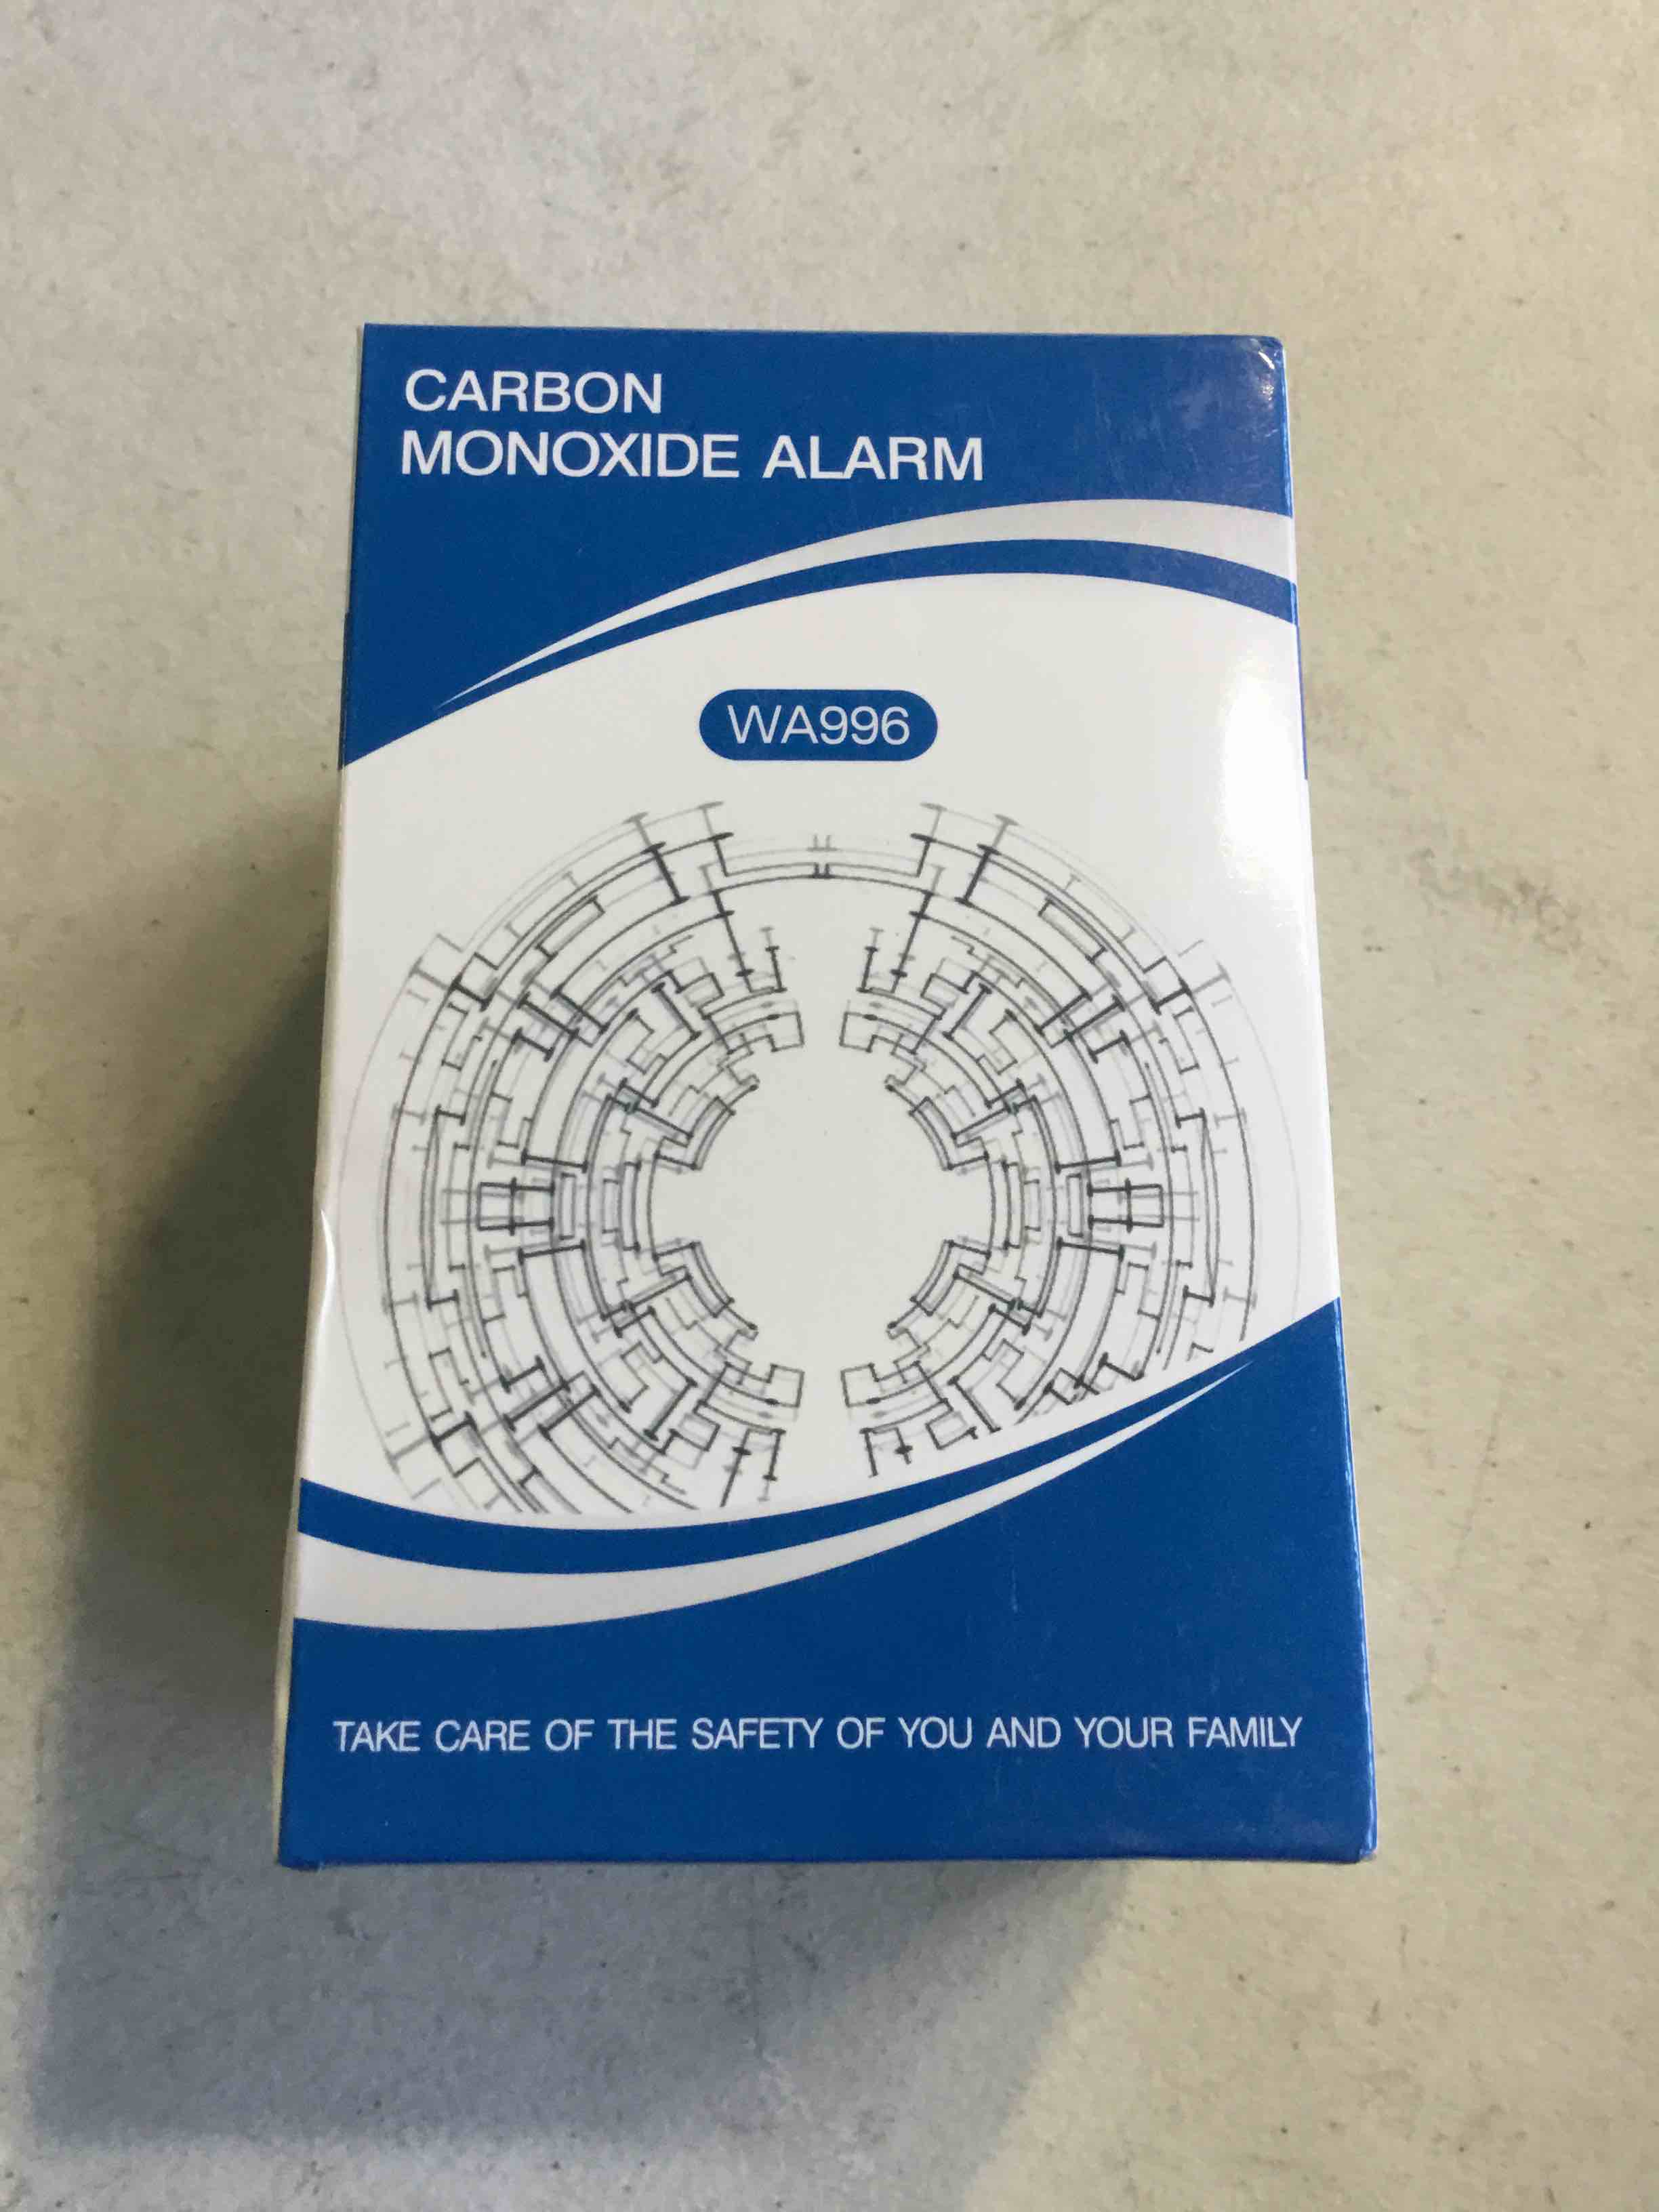 CARBON
MONOXIDE ALARM
WA996
TAKE CARE OF THE SAFETY OF YOU AND YOUR FAMILY